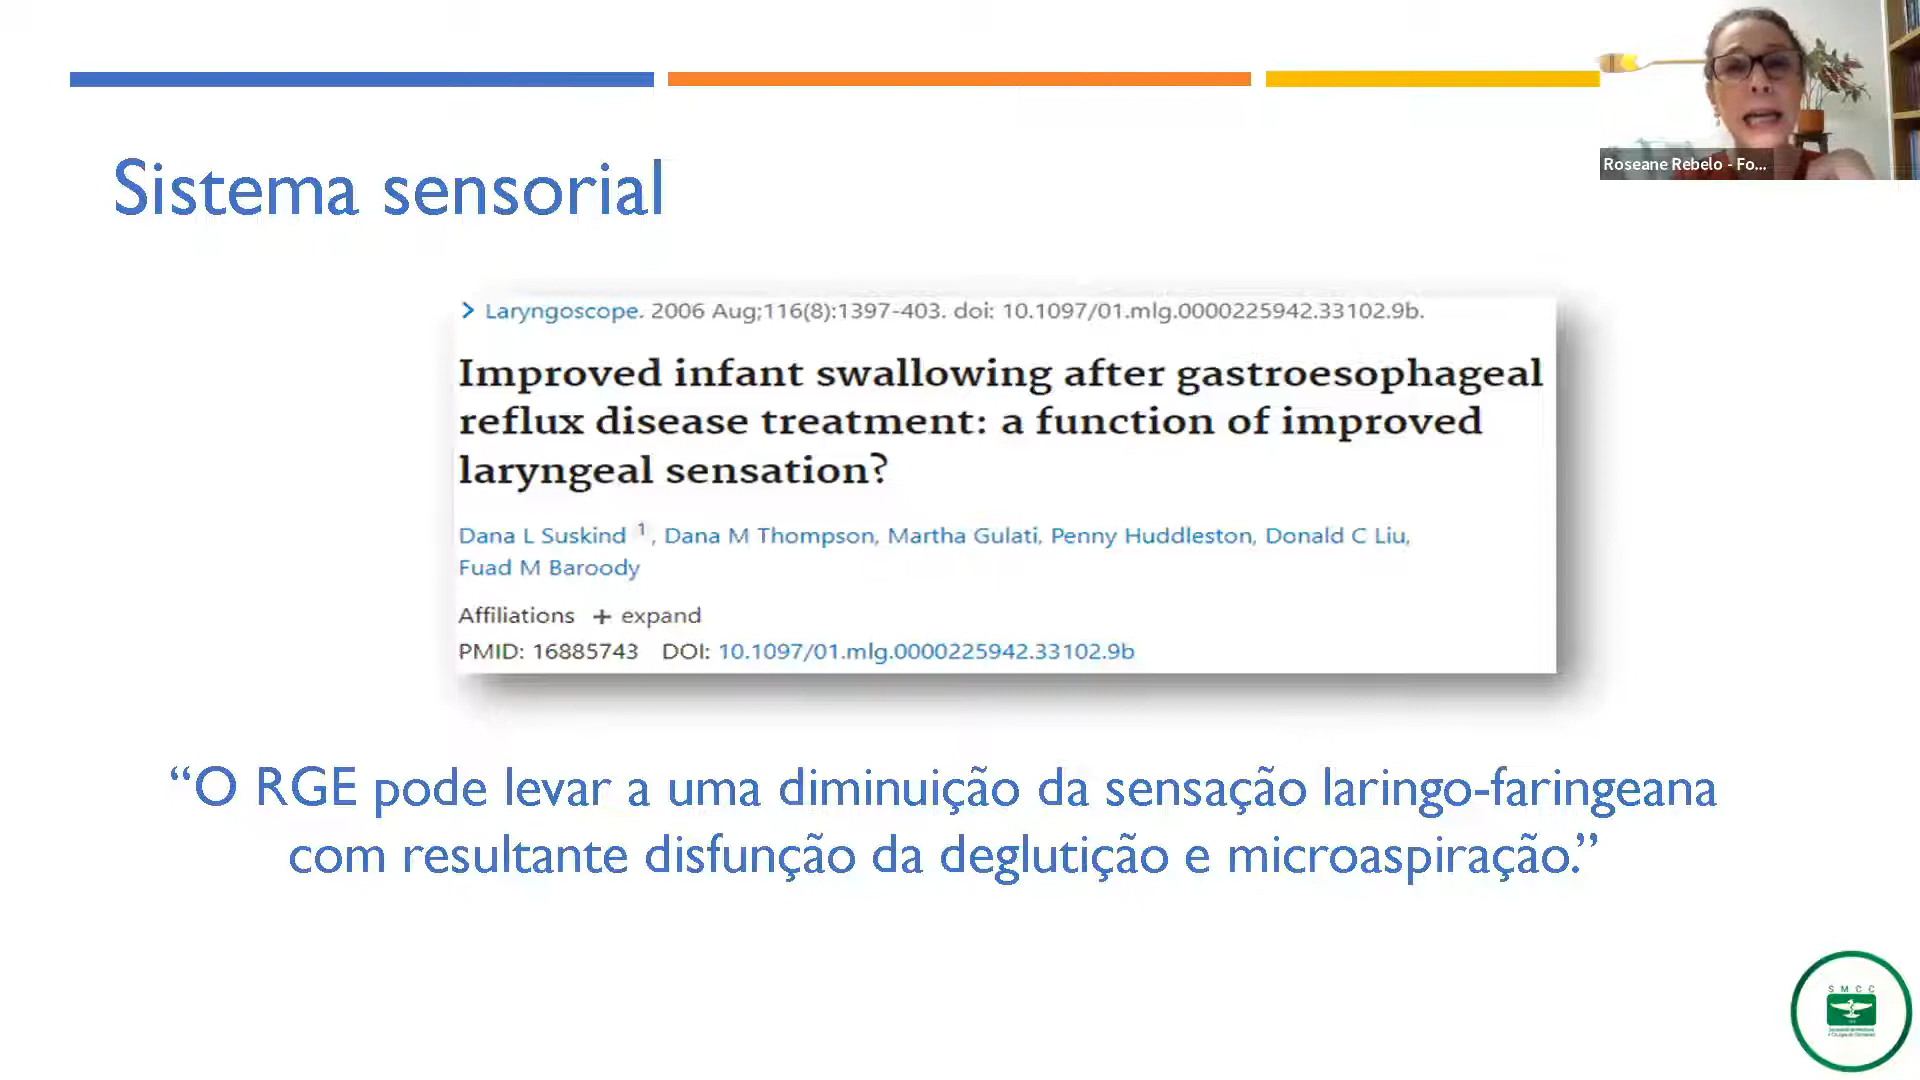 Roseane Rebelo - Fo...
Sistema sensorial
> Laryngoscope. 2006 Aug;116(8):1397-403. doi: 10.1097/01.mlg.0000225942.33102.9b.
Improved infant swallowing after gastroesophageal
reflux disease treatment: a function of improved
laryngeal sensation?
Dana L Suskind 1, Dana M Thompson, Martha Gulati, Penny Huddleston, Donald C Liu,
Fuad M Baroody
Affiliations + expand
PMID: 16885743 DOI: 10.1097/01.mlg.0000225942.33102.9b
“O RGE pode levar a uma diminuição da sensação laringo-faringeana
com resultante disfunção da deglutição e microaspiração.”
SMCC